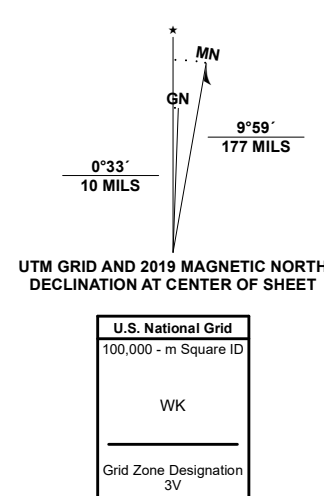 ★
MN
GN
9°59´
177 MILS
0°33´
10 MILS
UTM GRID AND 2019 MAGNETIC NORTH
DECLINATION AT CENTER OF SHEET
U.S. National Grid
100,000 - m Square ID
WK
Grid Zone Designation
3V